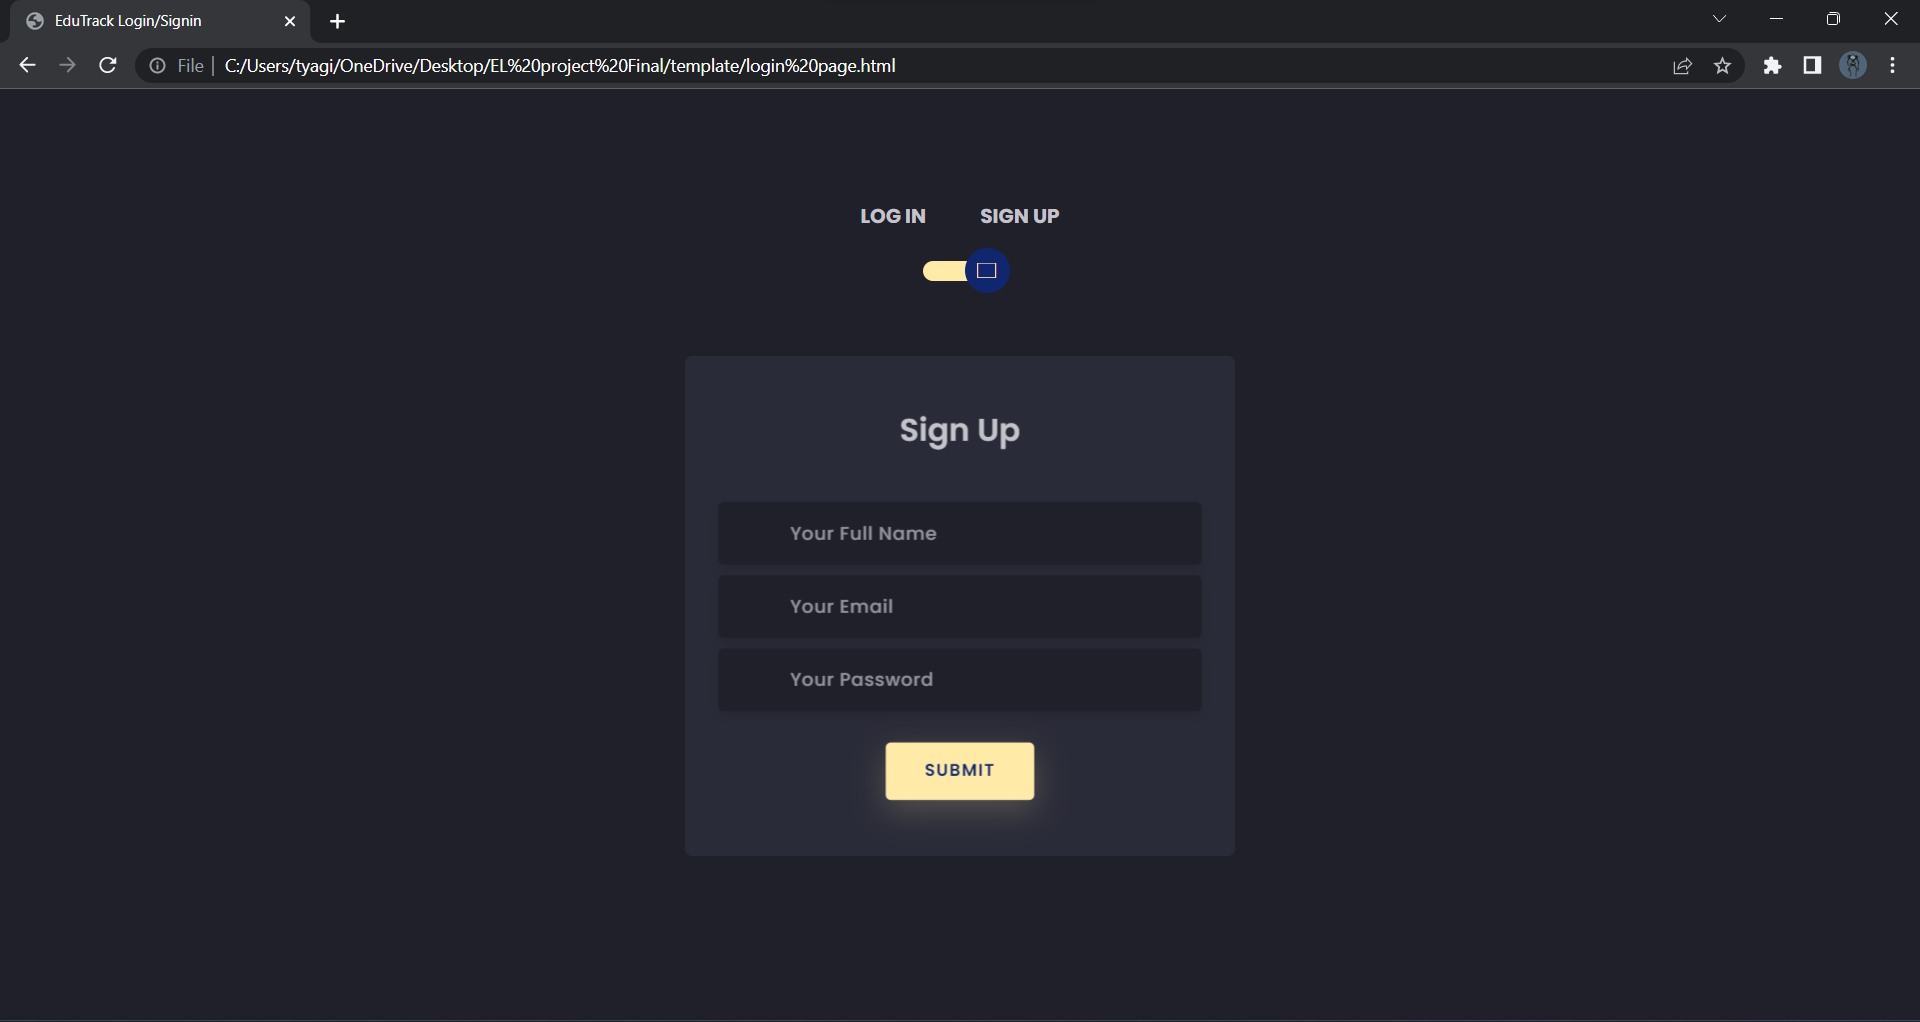 EduTrack Login/Signin
File C:/Users/tyagi/OneDrive/Desktop/EL%20project%20Final/template/login%20page.html
LOG IN SIGN UP
Sign Up
Your Full Name
Your Email
Your Password
SUBMIT